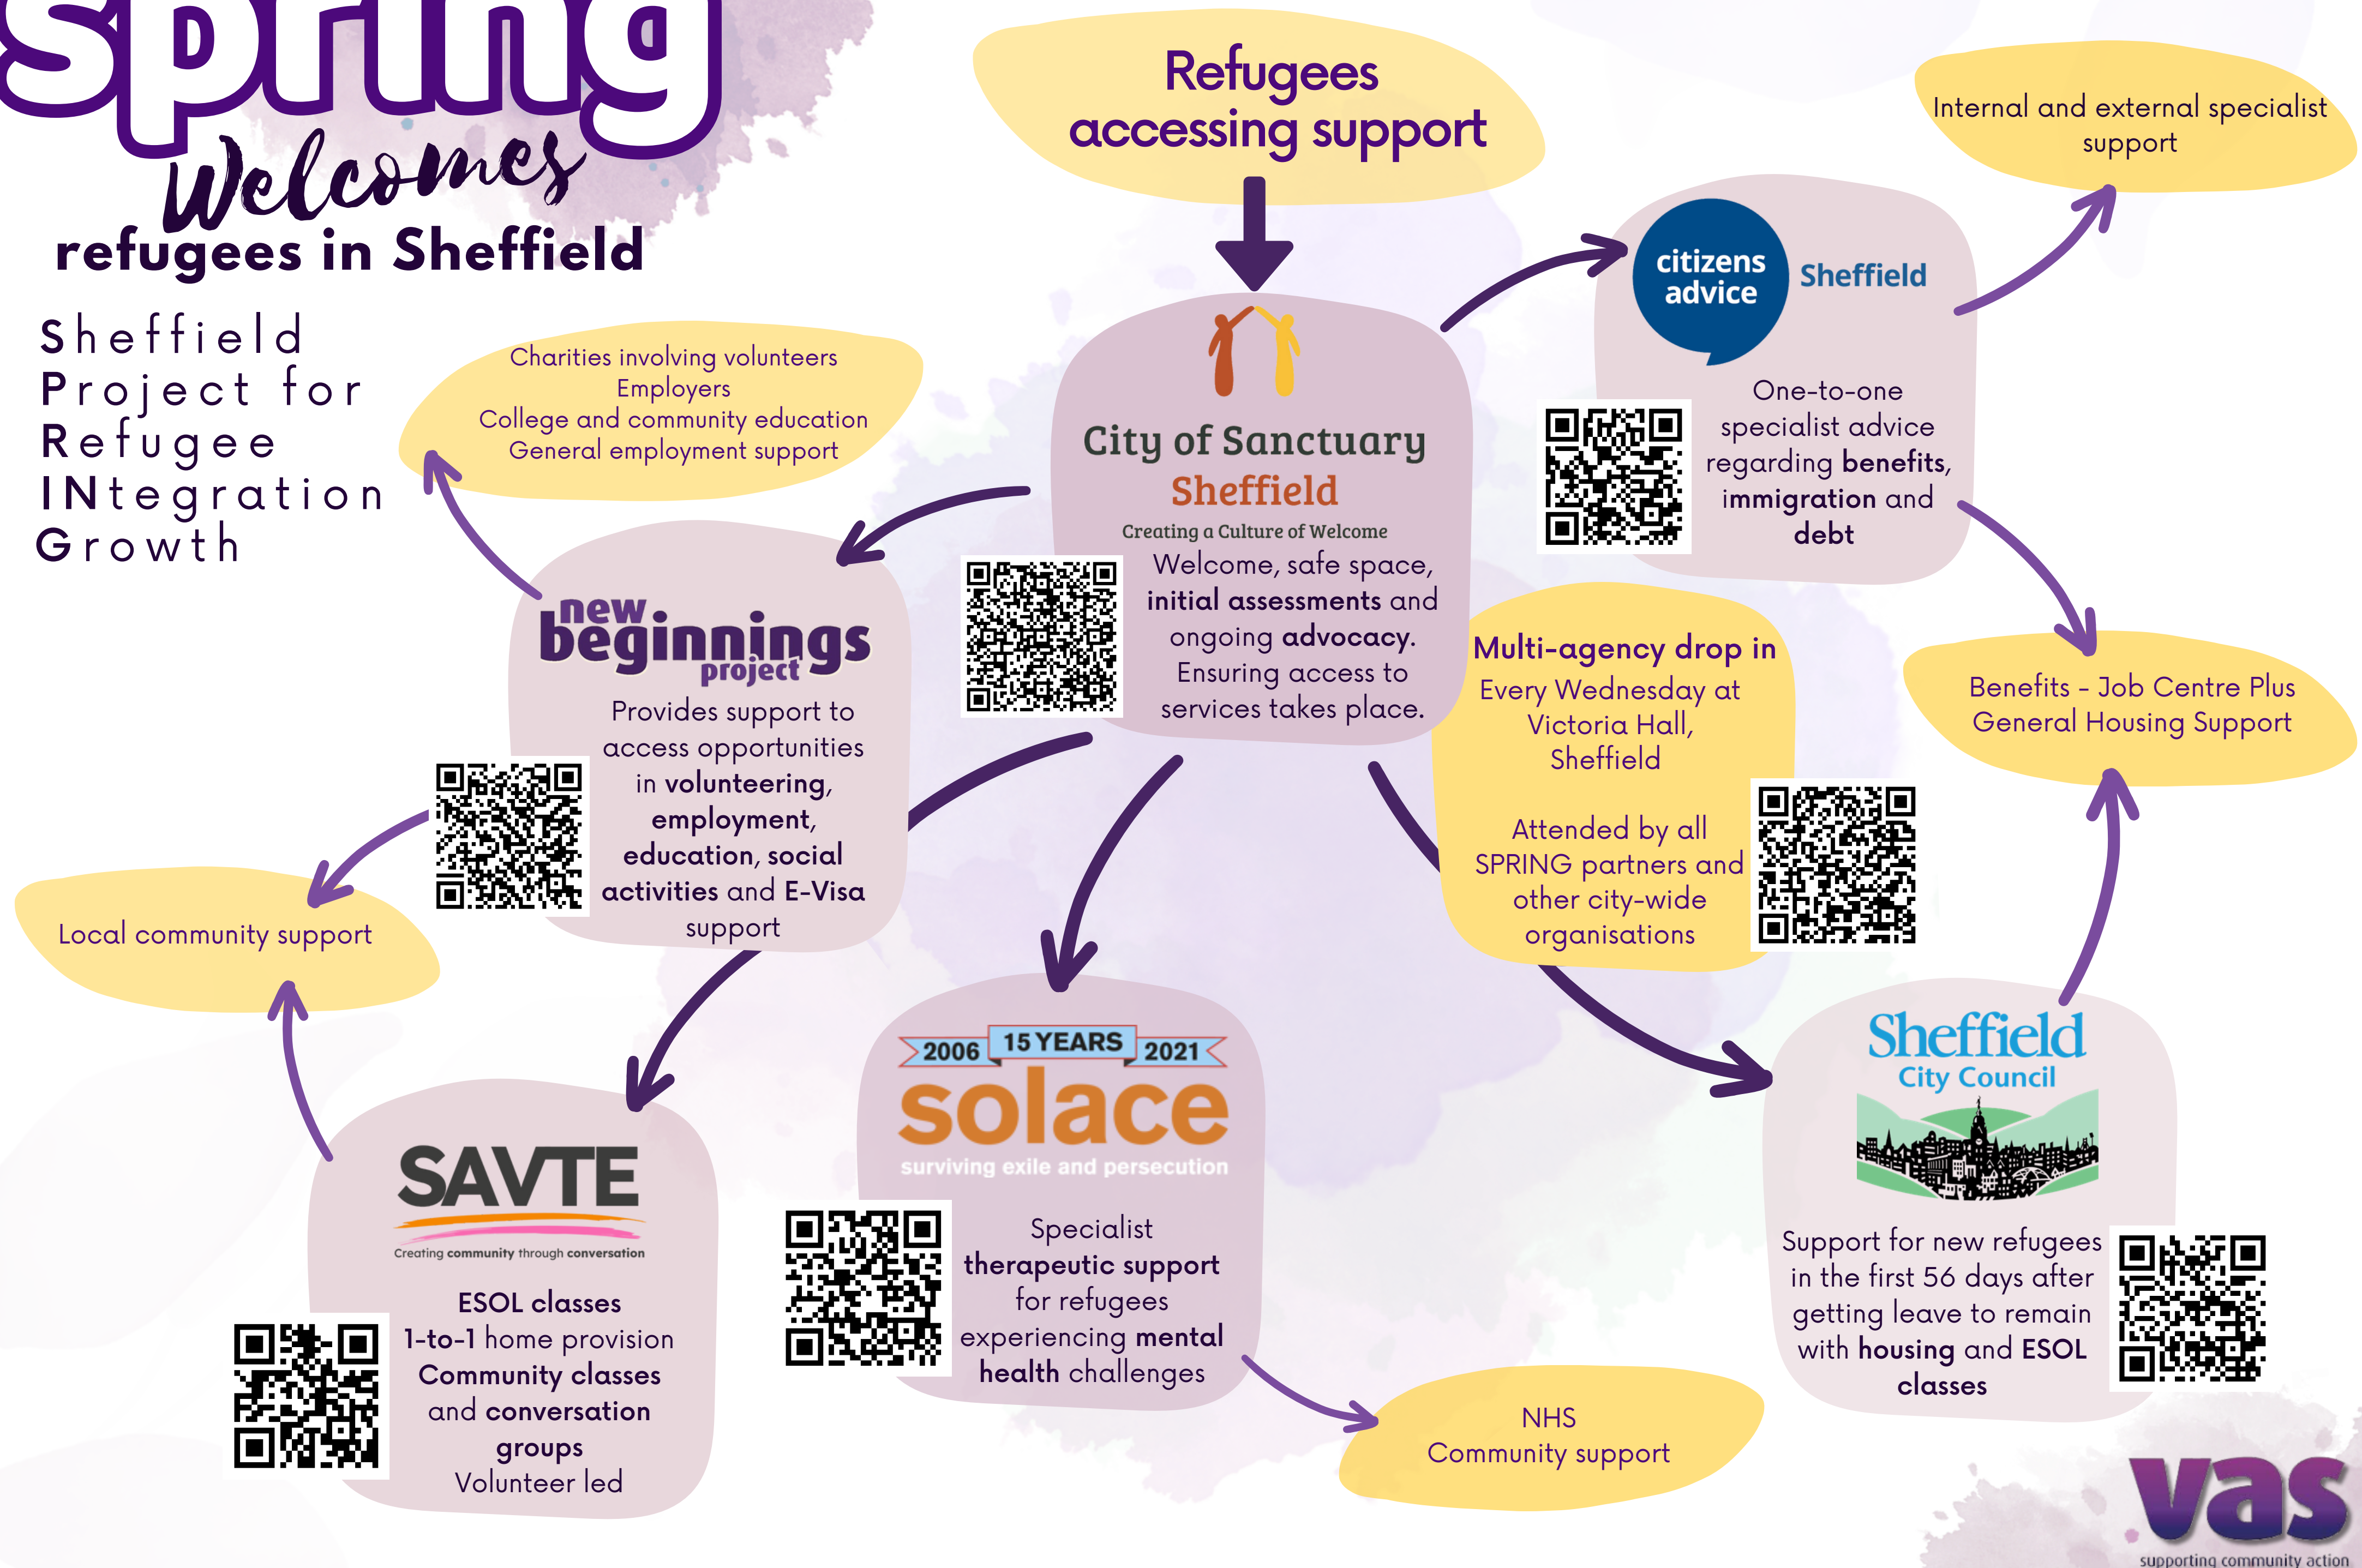 spring
Welcomes
refugees in Sheffield
Sheffield
Project for
Refugee
INtegration
Growth
Refugees
accessing support
Internal and external specialist
support
citizens
advice
Sheffield
One-to-one
specialist advice
regarding benefits,
immigration and
debt
Charities involving volunteers
Employers
College and community education
General employment support
City of Sanctuary
Sheffield
Creating a Culture of Welcome
Welcome, safe space,
initial assessments and
ongoing advocacy.
Ensuring access to
services takes place.
new
beginnings
project
Provides support to
access opportunities
in volunteering,
employment,
education, social
activities and E-Visa
support
Multi-agency drop in
Every Wednesday at
Victoria Hall,
Sheffield
Attended by all
SPRING partners and
other city-wide
organisations
Benefits - Job Centre Plus
General Housing Support
Local community support
SAVTE
Creating community through conversation
ESOL classes
1-to-1 home provision
Community classes
and conversation
groups
Volunteer led
2006 15 YEARS 2021
solace
surviving exile and persecution
Specialist
therapeutic support
for refugees
experiencing mental
health challenges
NHS
Community support
Sheffield
City Council
Support for new refugees
in the first 56 days after
getting leave to remain
with housing and ESOL
classes
vas
supporting community action